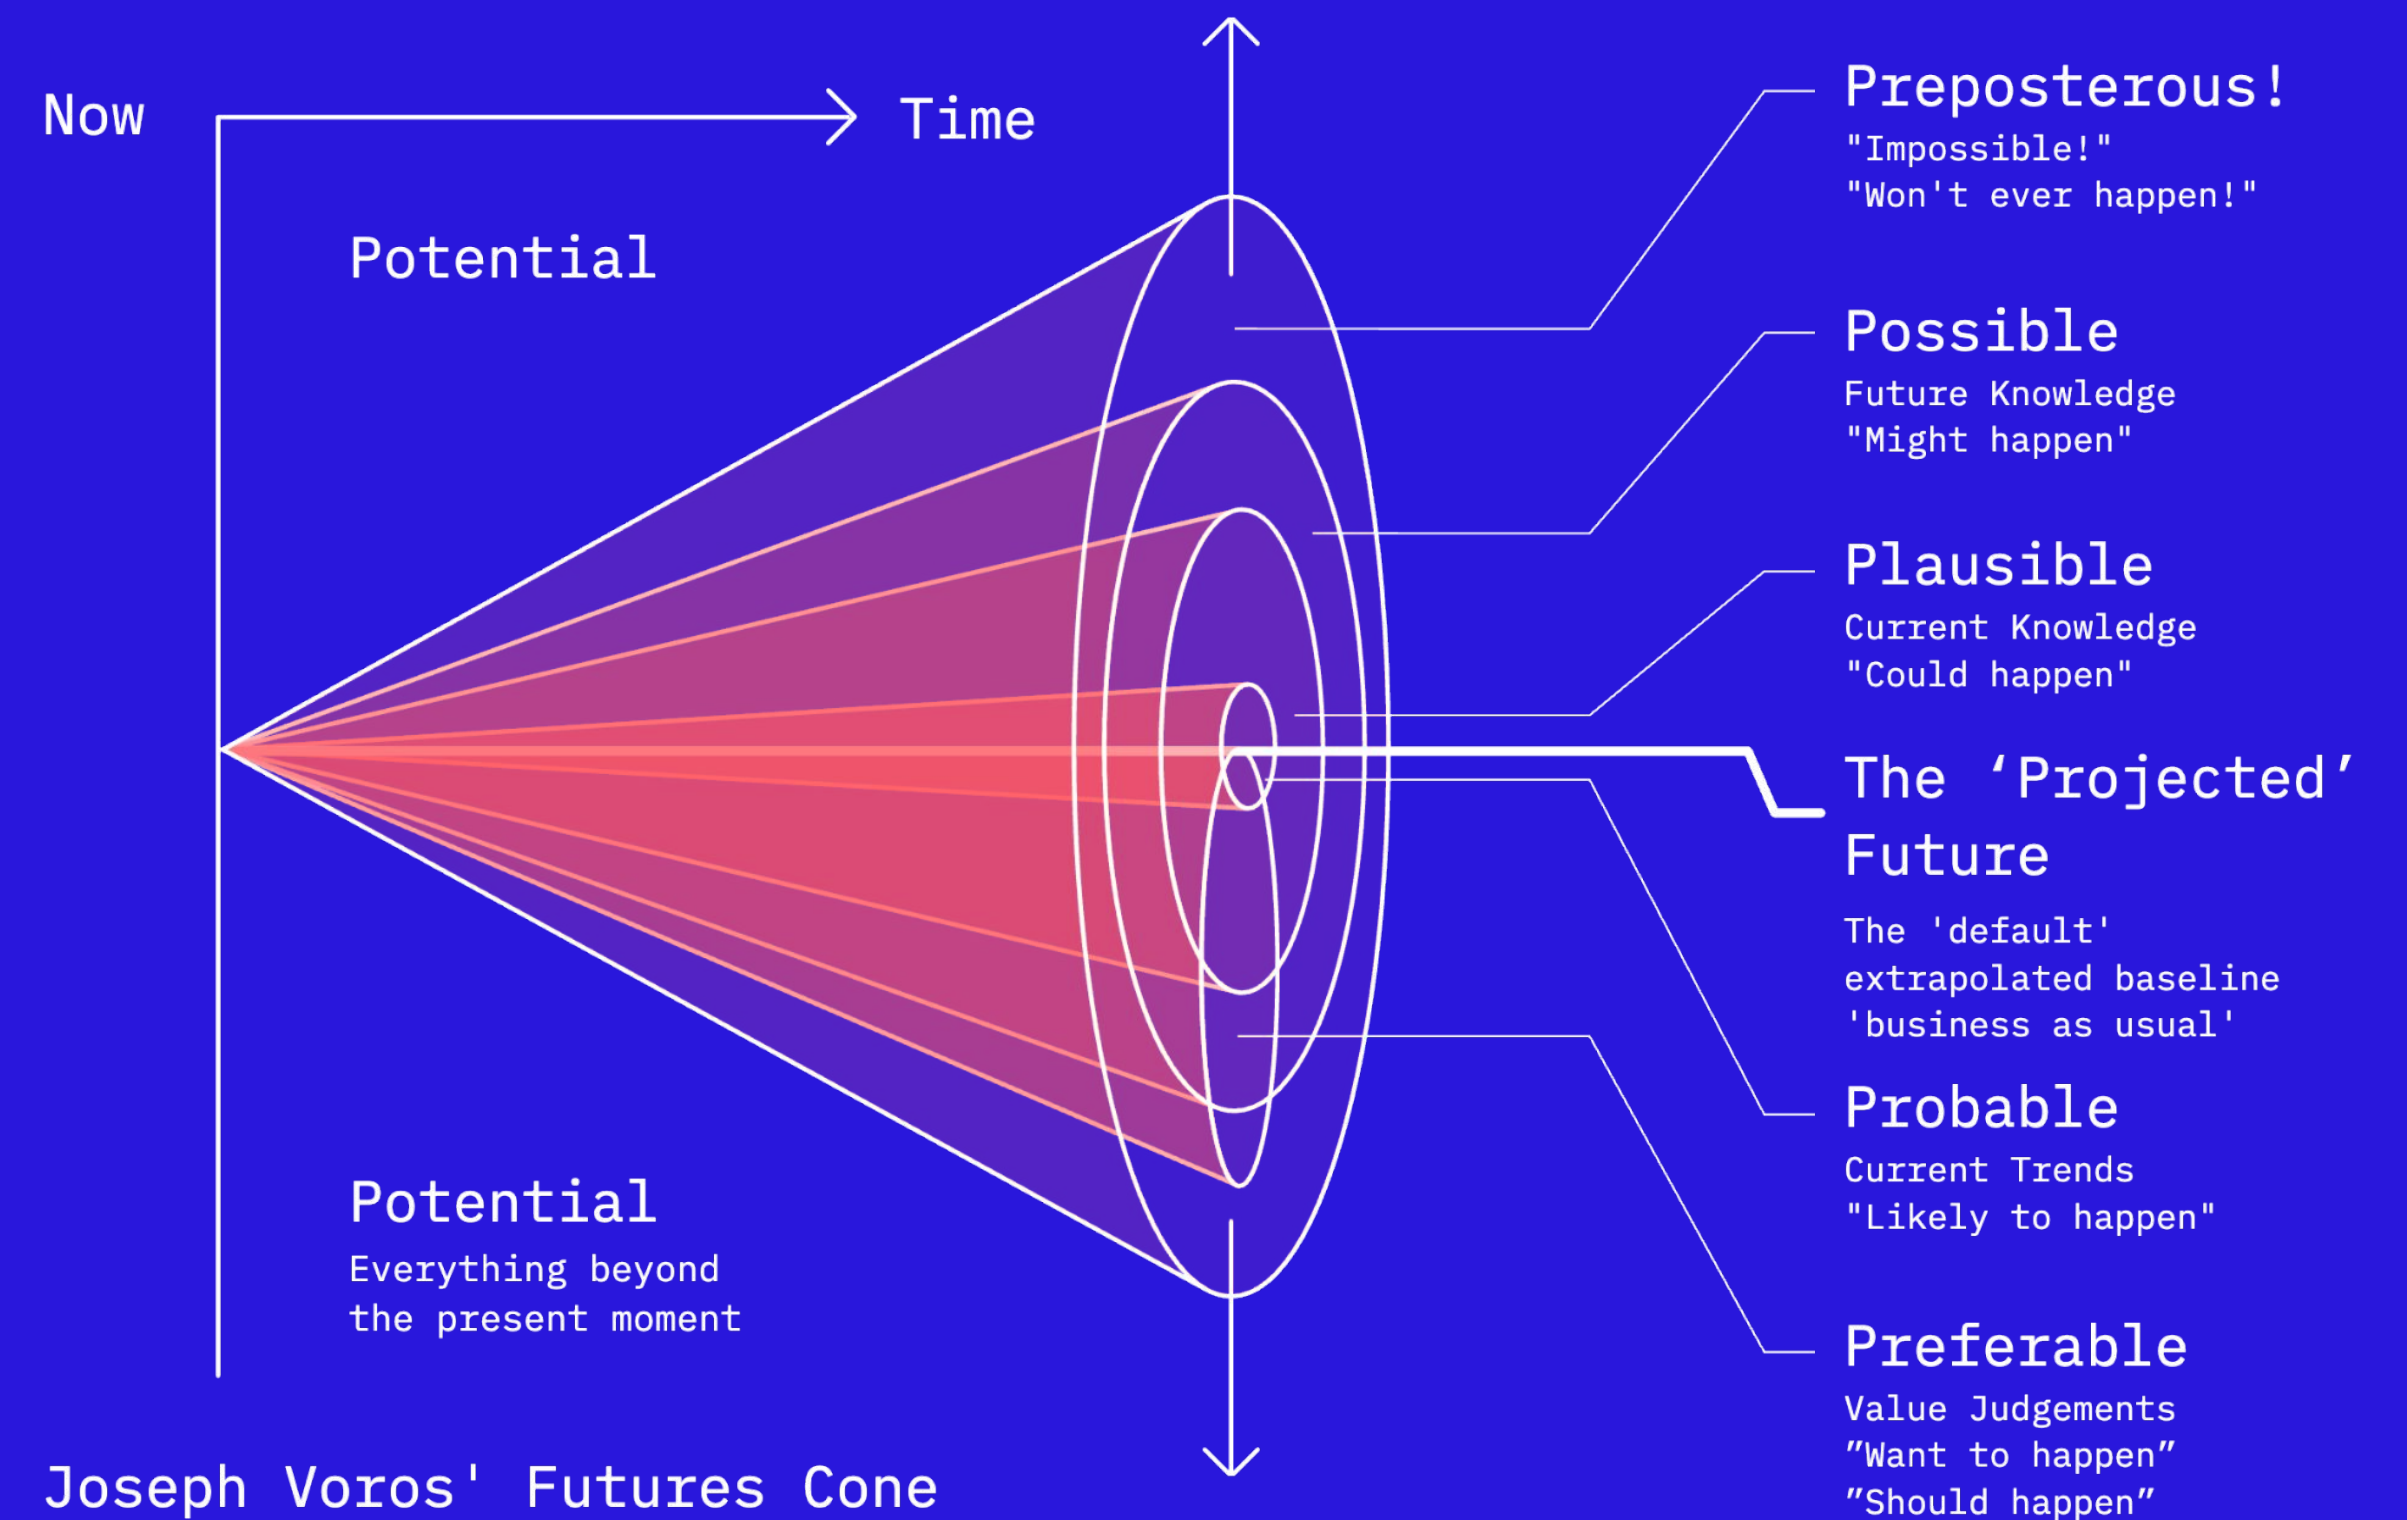 Now
Time
Potential
Potential
Everything beyond
the present moment
Joseph Voros' Futures Cone
Preposterous!
"Impossible!"
"Won't ever happen!"
Possible
Future Knowledge
"Might happen"
Plausible
Current Knowledge
"Could happen"
The ‘Projected’
Future
The 'default'
extrapolated baseline
'business as usual'
Probable
Current Trends
"Likely to happen"
Preferable
Value Judgements
”Want to happen”
”Should happen”